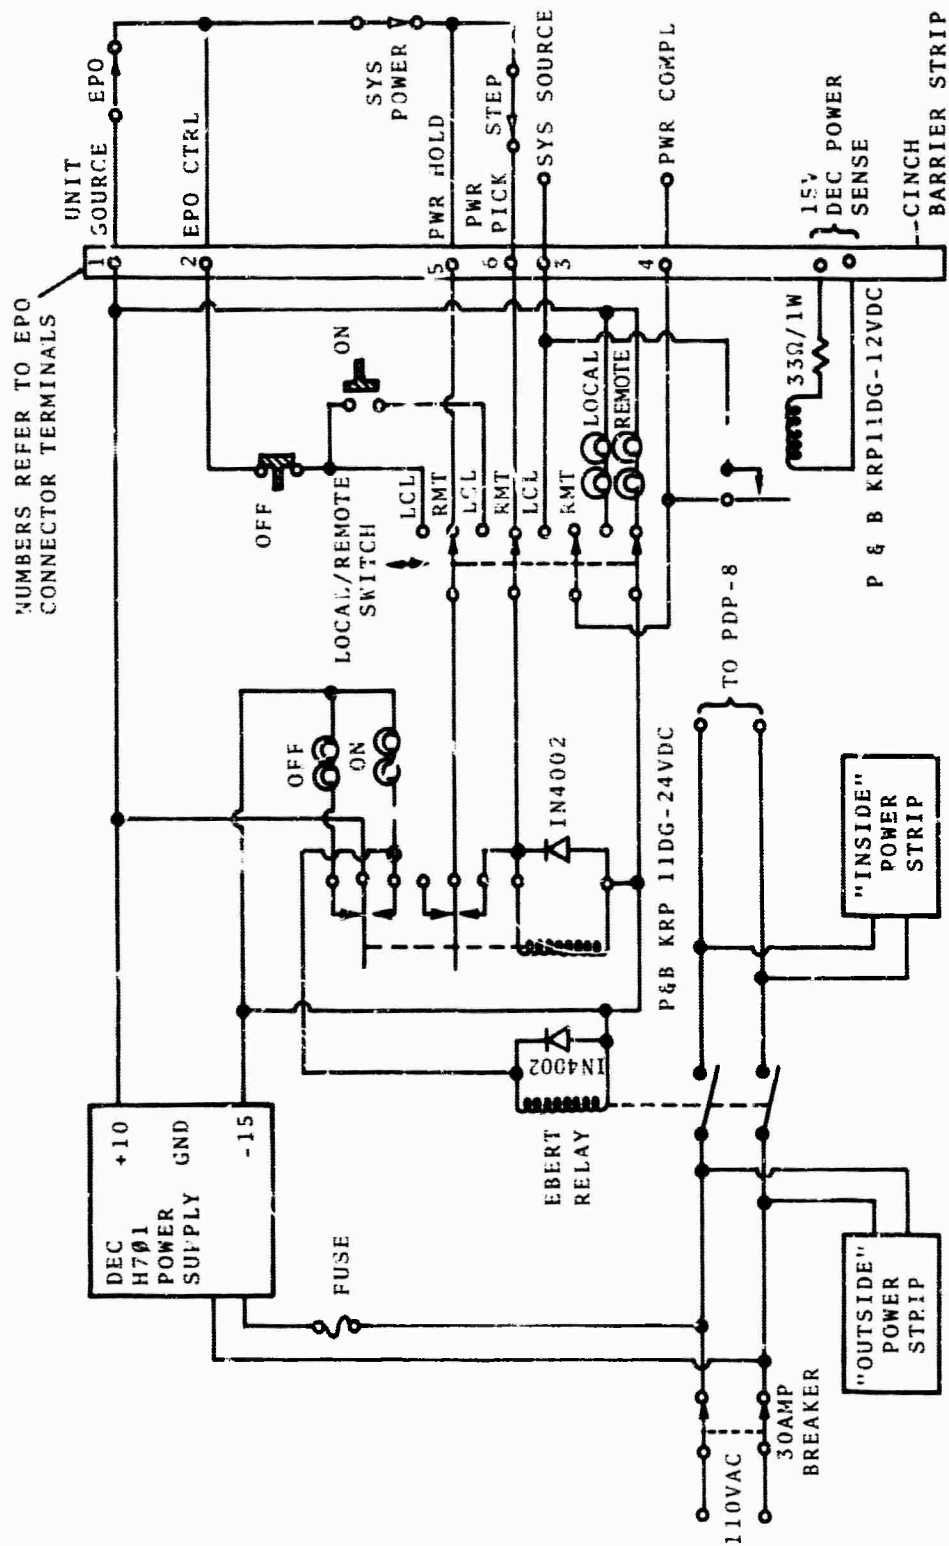 NUMBERS REFER TO EPO
CONNECTOR TERMINALS
UNIT
SOURCE EPO
EPO CTRL
SYS
POWER
PWR HOLD
PWR
PICK STEP
SYS SOURCE
PWR COMPL
15V
DEC POWER
SENSE
CINCH
BARRIER STRIP
1
2
5
6
3
4
ON
OFF
LOCAL/REMOTE
SWITCH
LCL
RMT
LCL
RMT
LCL
RMT
LOCAL
REMOTE
33Ω/1W
P & B KRP11DG-12VDC
OFF
ON
IN4002
P&B KRP 11DG-24VDC
TO PDP-8
"INSIDE"
POWER
STRIP
DEC +10
H7Ø1
POWER GND
SUPPLY
-15
IN4002
EBERT
RELAY
FUSE
"OUTSIDE"
POWER
STRIP
110VAC
30AMP
BREAKER